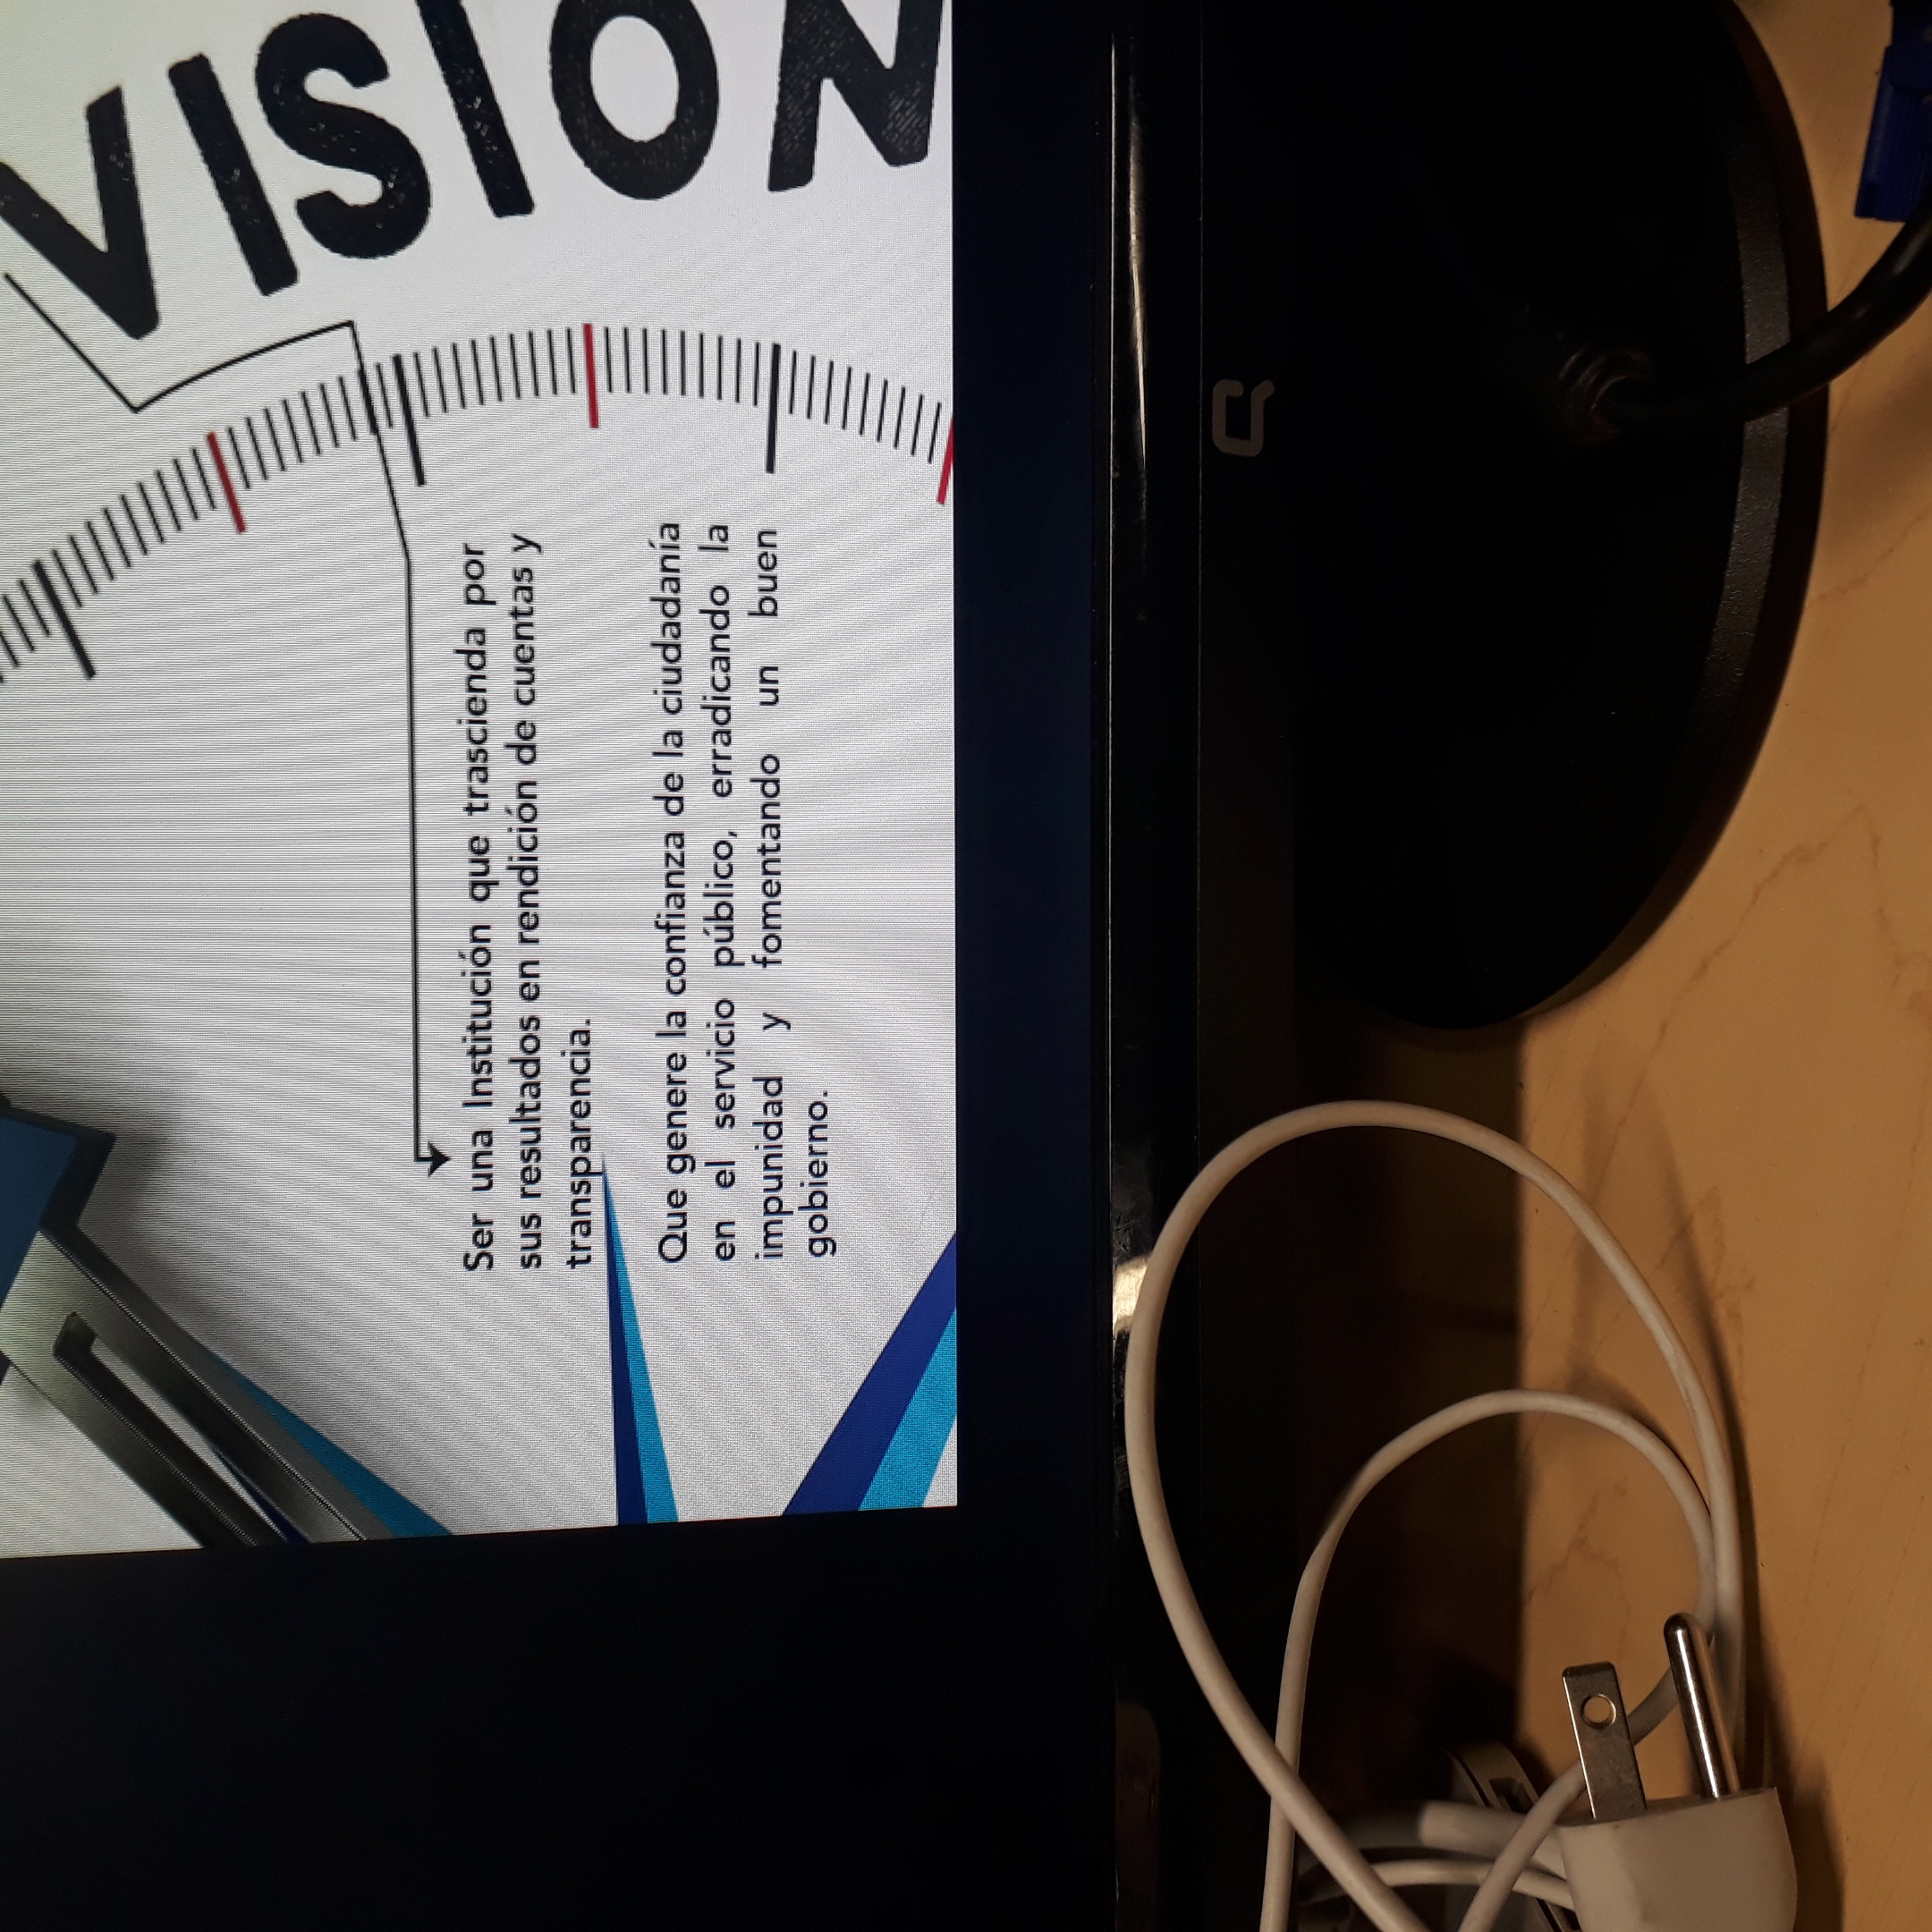 VISION
Ser una Institución que trascienda por
sus resultados en rendición de cuentas y
transparencia.
Que genere la confianza de la ciudadanía
en el servicio público, erradicando la
impunidad y fomentando un buen
gobierno.